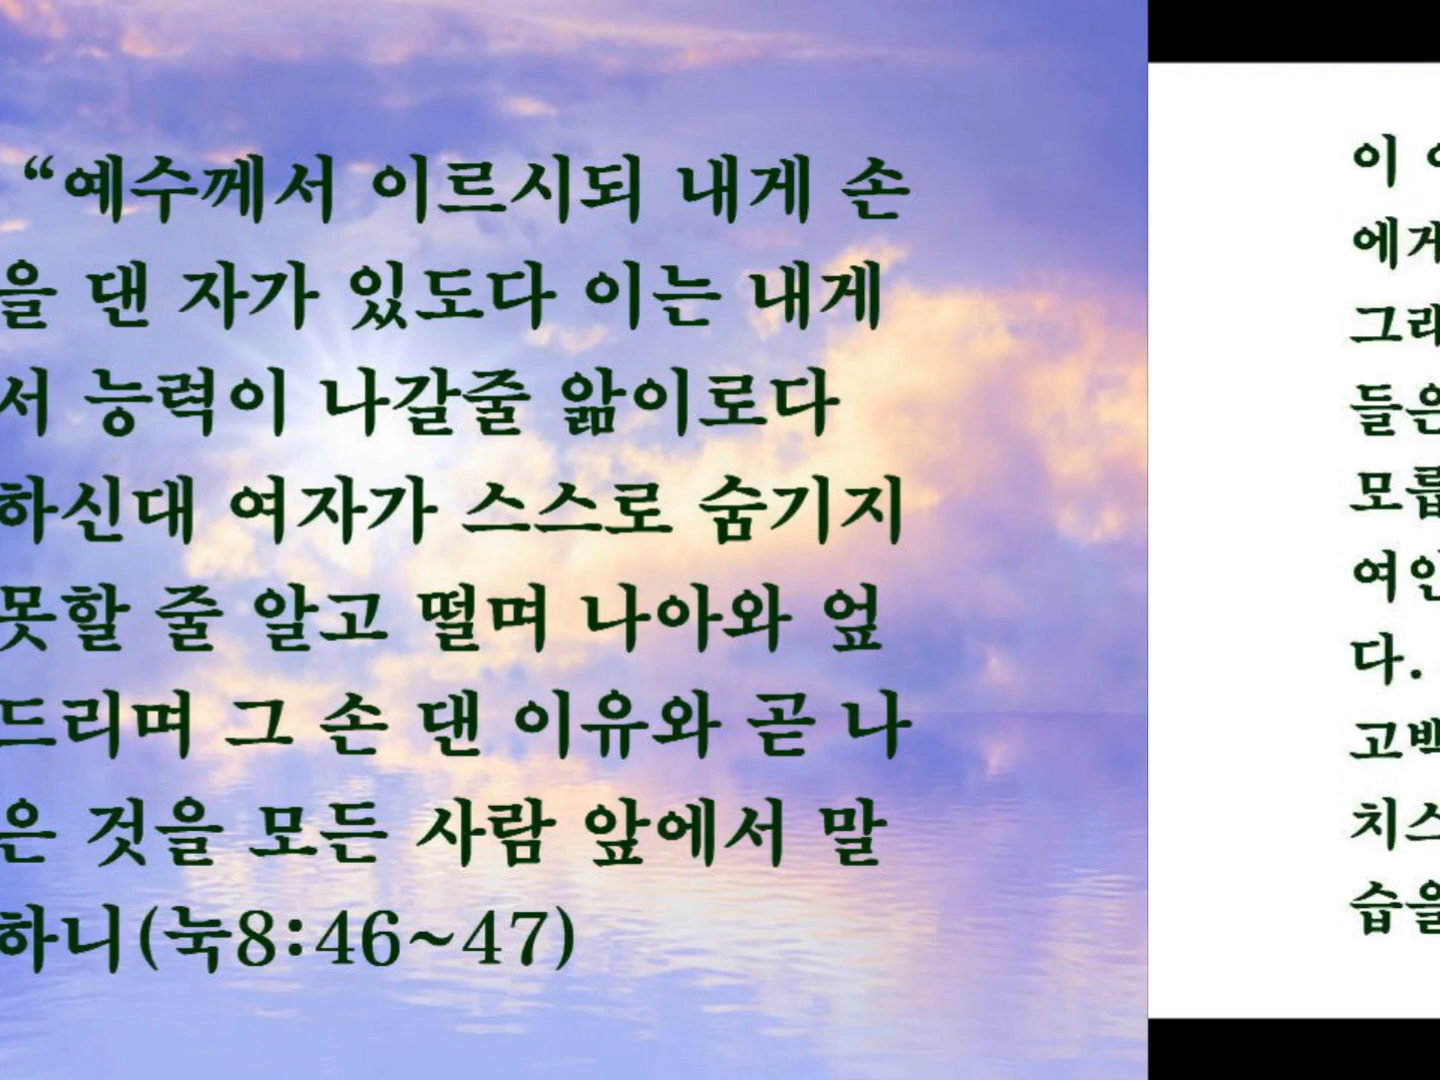 “예수께서 이르시되 내게 손
을 댄 자가 있도다 이는 내게
서 능력이 나갈줄 앎이로다
하신대 여자가 스스로 숨기지
못할 줄 알고 떨며 나아와 엎
드리며 그 손 댄 이유와 곧 나
은 것을 모든 사람 앞에서 말
하니(눅8:46~47)
이
에게
그래
들은
모릅
여인
다.
고백
치스
습을